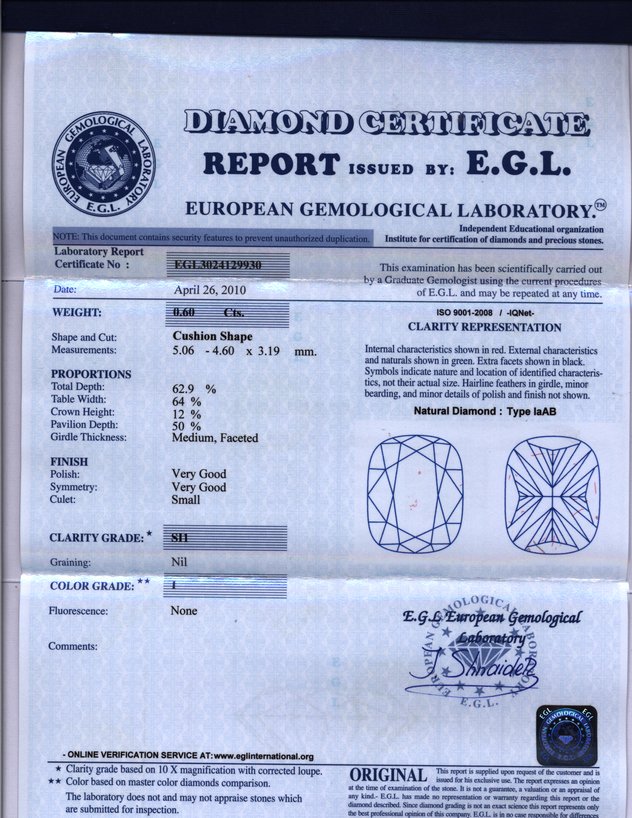 DIAMOND CERTIFICATE
REPORT ISSUED BY: E.G.L.
EUROPEAN GEMOLOGICAL LABORATORY.™
EUROPEAN GEMOLOGICAL LABORATORY
E.G.L.
Independent Educational organization
NOTE: This document contains security features to prevent unauthorized duplication.
Institute for certification of diamonds and precious stones.
Laboratory Report
Certificate No : EGL3024129930
Date: April 26, 2010
WEIGHT: 0.60 Cts.
Shape and Cut: Cushion Shape
Measurements: 5.06 - 4.60 x 3.19 mm.
PROPORTIONS
Total Depth: 62.9 %
Table Width: 64 %
Crown Height: 12 %
Pavilion Depth: 50 %
Girdle Thickness: Medium, Faceted
FINISH
Polish: Very Good
Symmetry: Very Good
Culet: Small
CLARITY GRADE: * SI1
Graining: Nil
COLOR GRADE: ** I
Fluorescence: None
Comments:
This examination has been scientifically carried out
by a Graduate Gemologist using the current procedures
of E.G.L. and may be repeated at any time.
ISO 9001-2008 / -IQNet-
CLARITY REPRESENTATION
Internal characteristics shown in red. External characteristics
and naturals shown in green. Extra facets shown in black.
Symbols indicate nature and location of identified characteris-
tics, not their actual size. Hairline feathers in girdle, minor
bearding, and minor details of polish and finish not shown.
Natural Diamond : Type IaAB
E.G.L European Gemological
Laboratory
EUROPEAN GEMOLOGICAL LABORATORY
E.G.L.
EGL EGL
- ONLINE VERIFICATION SERVICE AT: www.eglinternational.org
* Clarity grade based on 10 X magnification with corrected loupe.
** Color based on master color diamonds comparison.
The laboratory does not and may not appraise stones which
are submitted for inspection.
ORIGINAL This report is supplied upon request of the customer and is
issued for his exclusive use. The report expresses an opinion
at the time of examination of the stone. It is not a guarantee, a valuation or an appraisal of
any kind.- E.G.L. has made no representation or warranty regarding this report or the
diamond described. Since diamond grading is not an exact science this report represents only
the best professional opinion of this company. E.G.L. is in no case responsible for differences